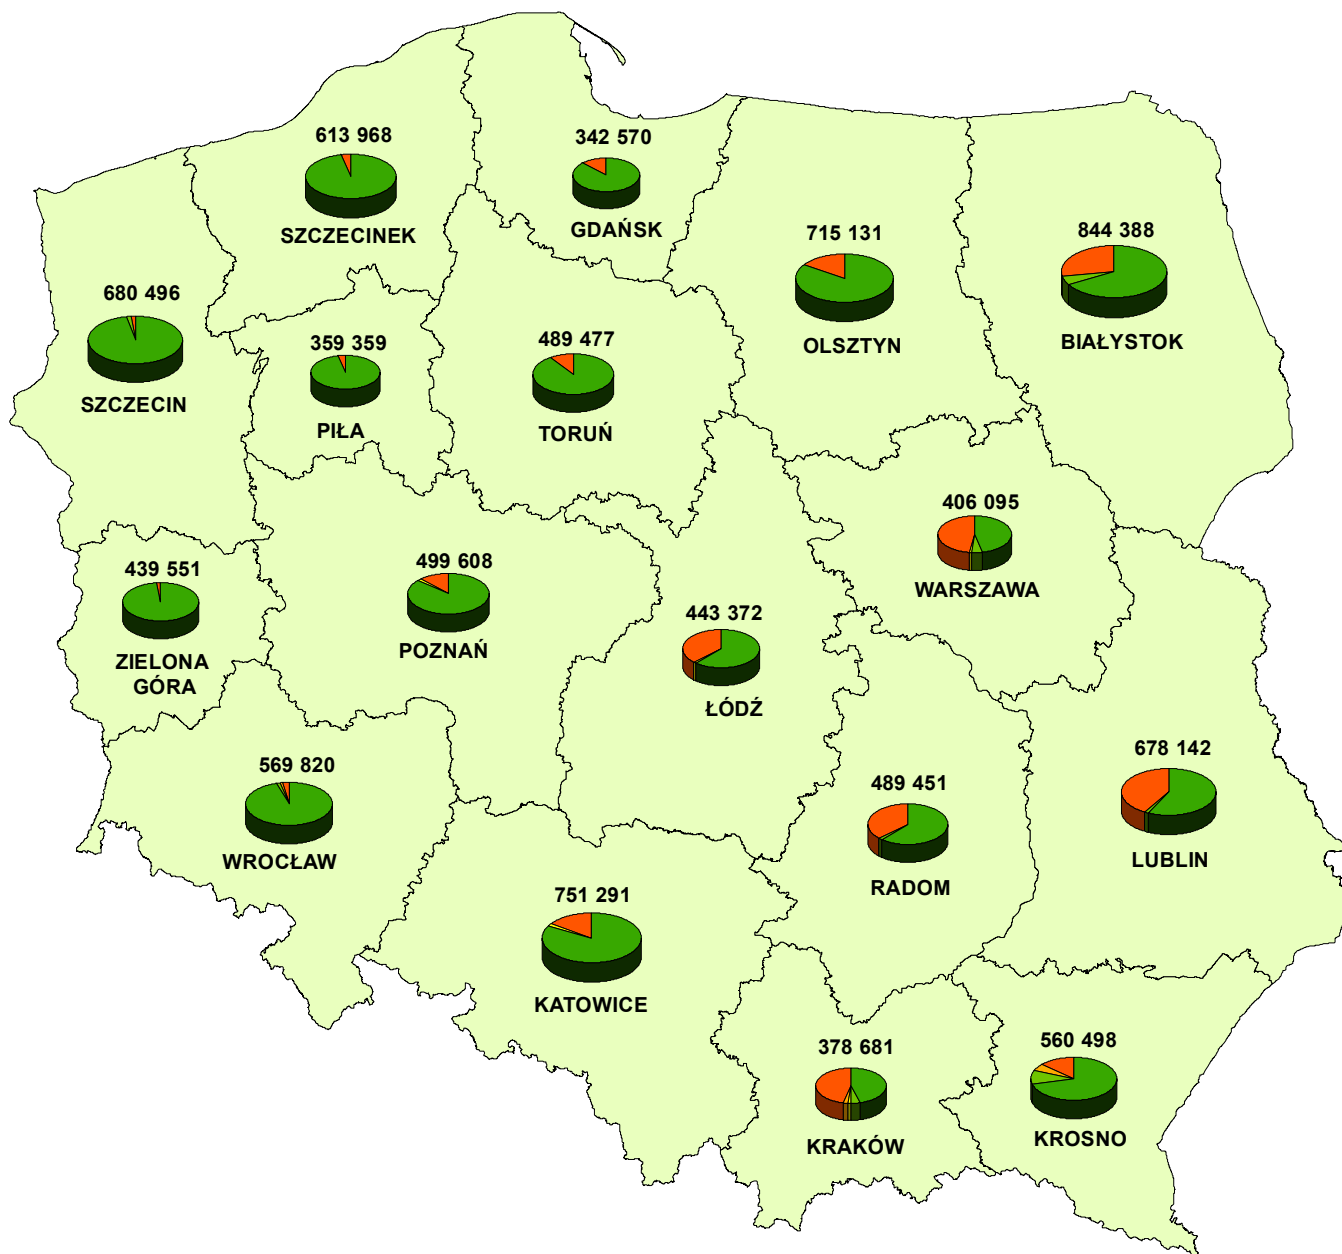 613 968
SZCZECINEK
342 570
GDAŃSK
715 131
OLSZTYN
844 388
BIAŁYSTOK
680 496
SZCZECIN
359 359
PIŁA
489 477
TORUŃ
406 095
WARSZAWA
439 551
ZIELONA
GÓRA
499 608
POZNAŃ
443 372
ŁÓDŹ
569 820
WROCŁAW
489 451
RADOM
678 142
LUBLIN
751 291
KATOWICE
378 681
KRAKÓW
560 498
KROSNO